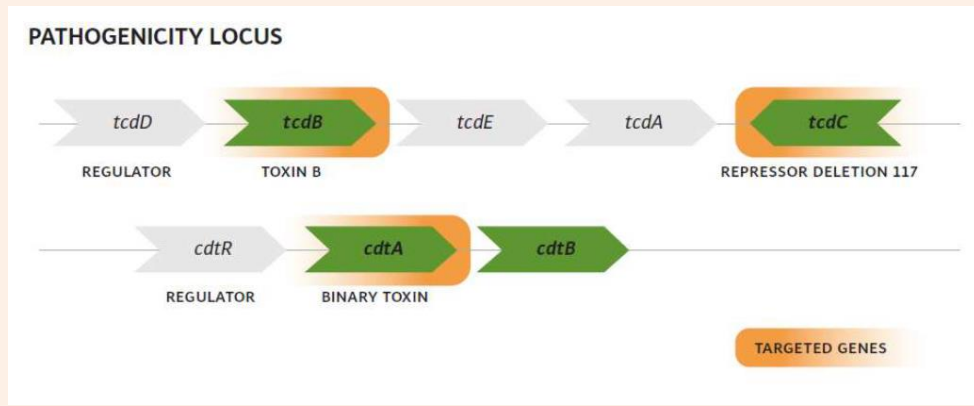 PATHOGENICITY LOCUS
tcdD tcdB tcdE tcdA tcdC
REGULATOR TOXIN B REPRESSOR DELETION 117
cdtR cdtA cdtB
REGULATOR BINARY TOXIN
TARGETED GENES